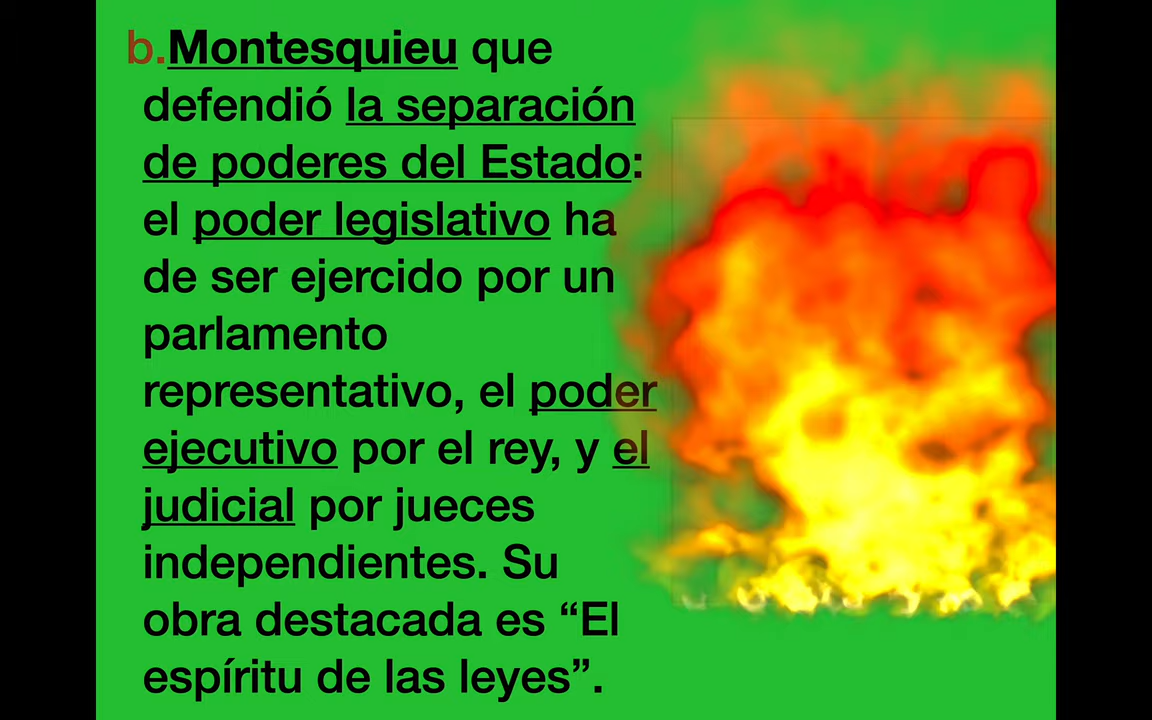 b.Montesquieu que
defendió la separación
de poderes del Estado:
el poder legislativo ha
de ser ejercido por un
parlamento
representativo, el poder
ejecutivo por el rey, y el
judicial por jueces
independientes. Su
obra destacada es “El
espíritu de las leyes”.